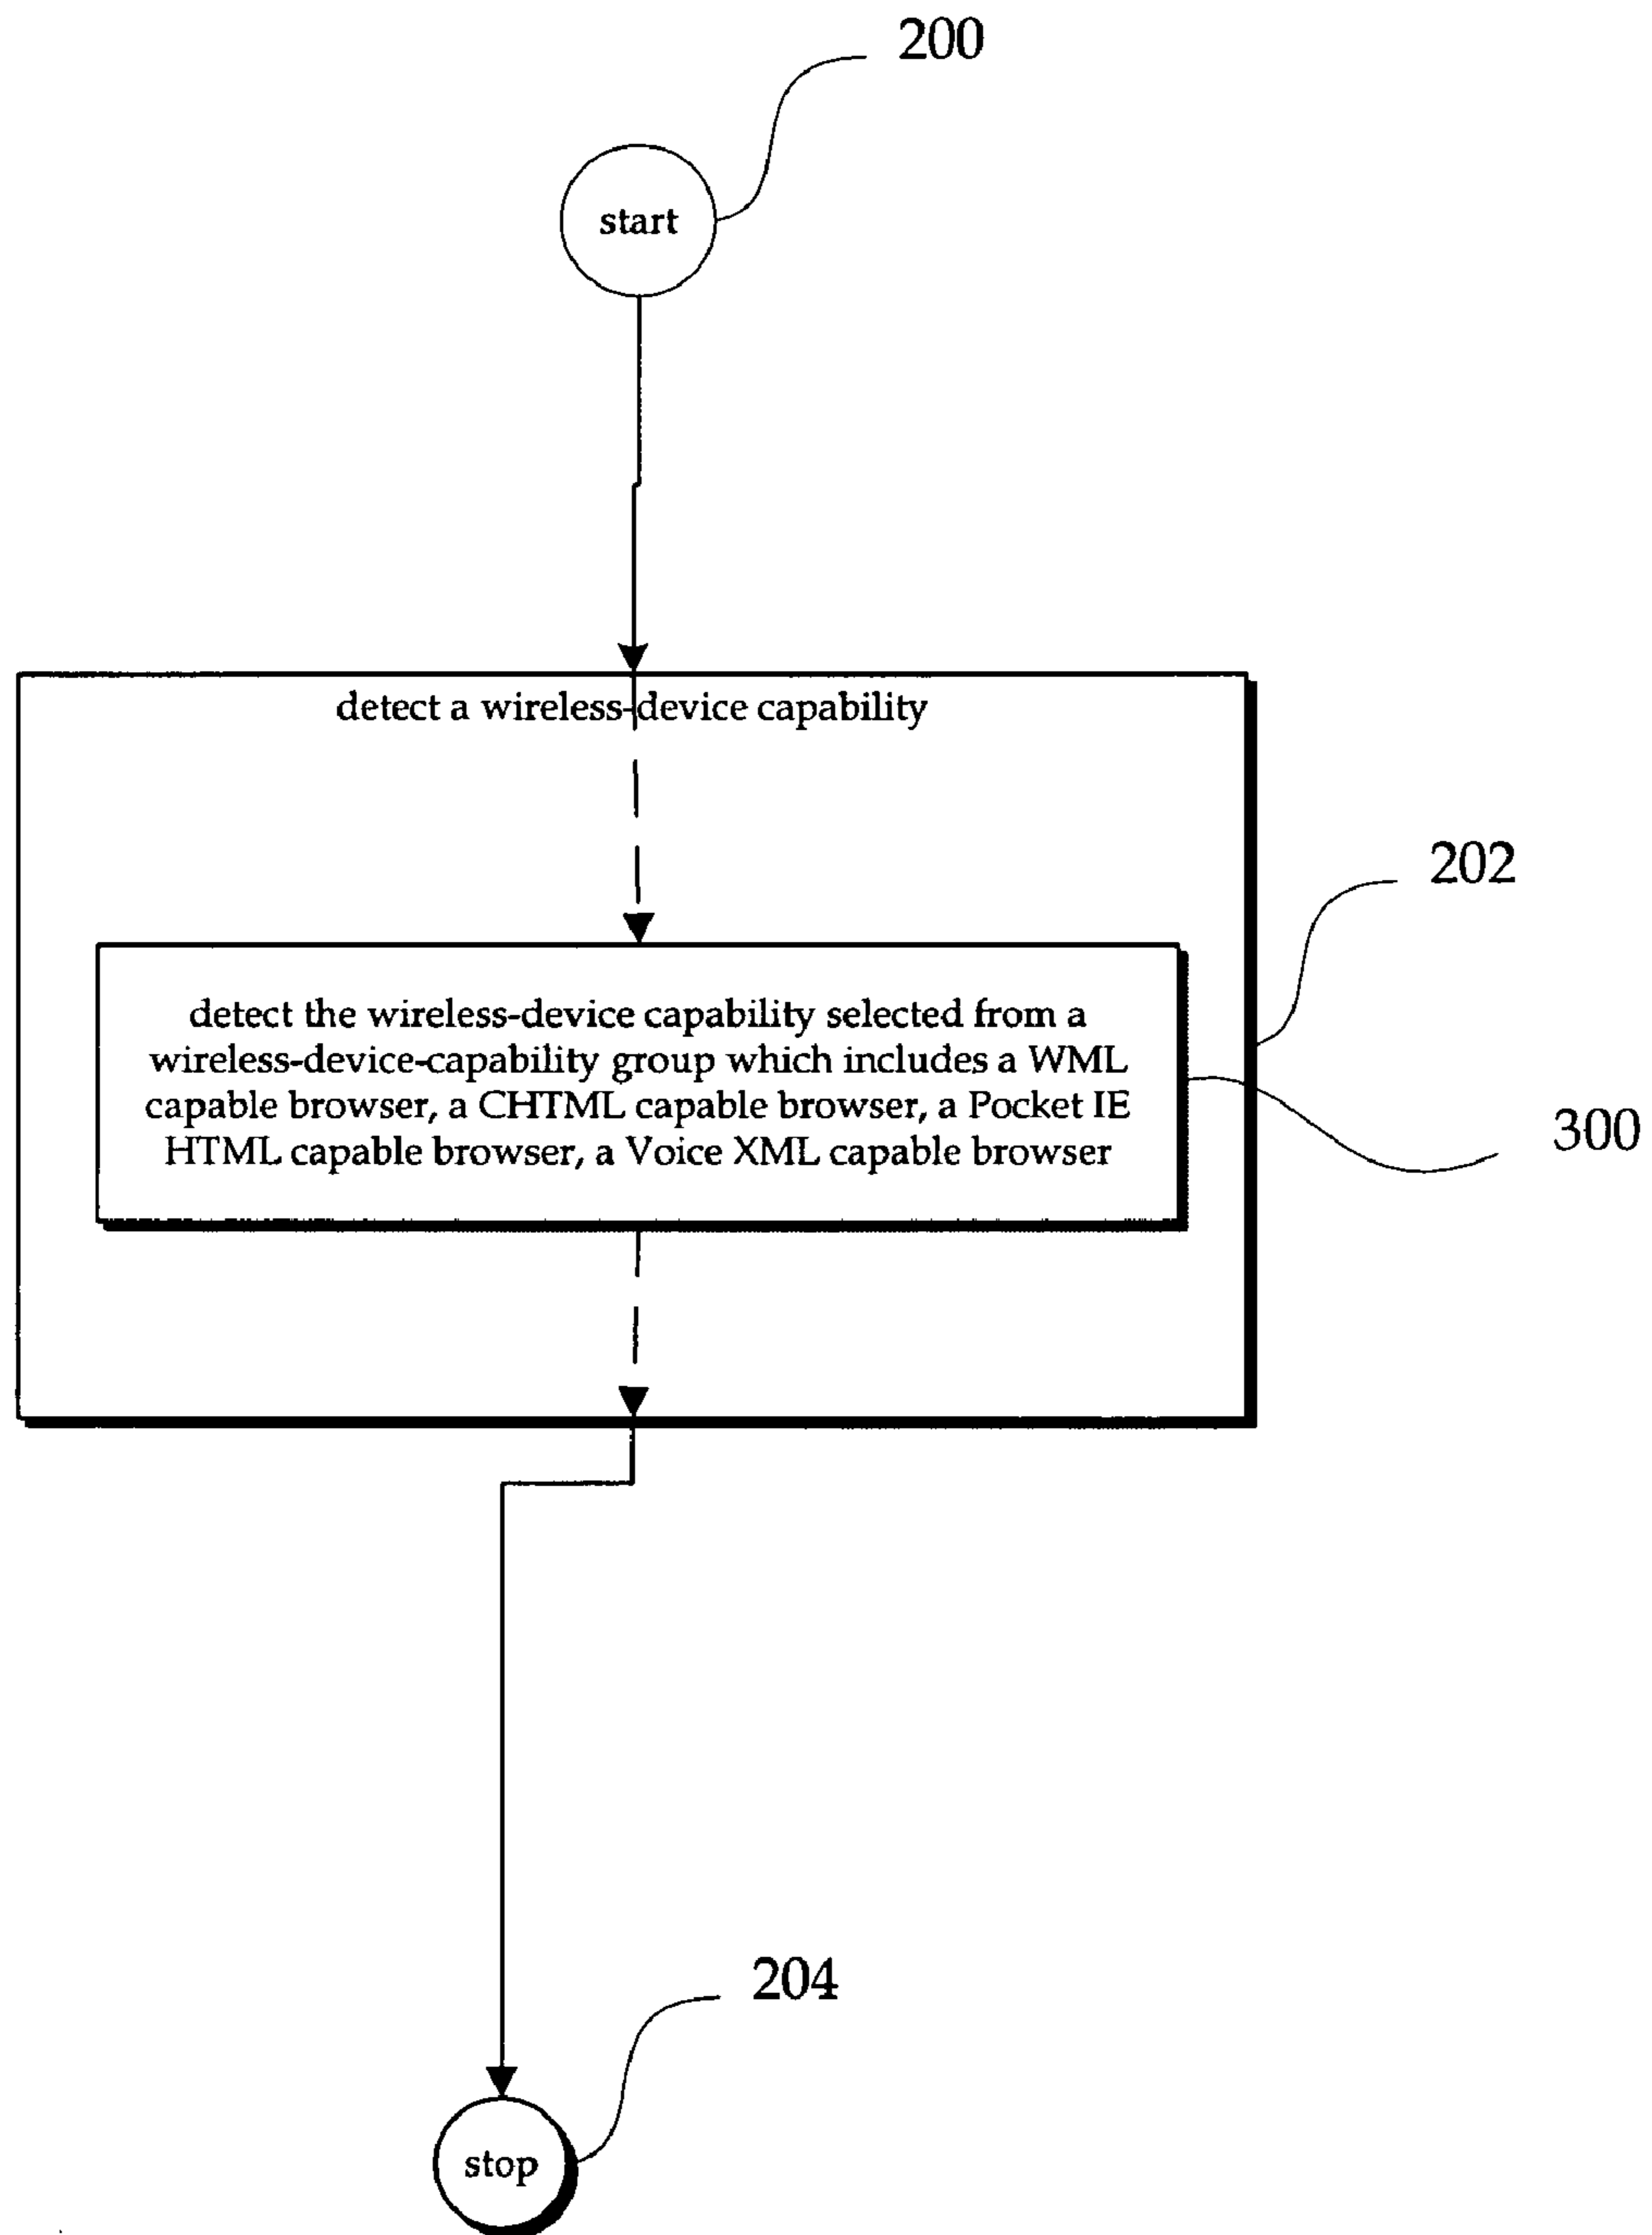 200
start
detect a wireless-device capability
202
detect the wireless-device capability selected from a
wireless-device-capability group which includes a WML
capable browser, a CHTML capable browser, a Pocket IE
HTML capable browser, a Voice XML capable browser
300
204
stop